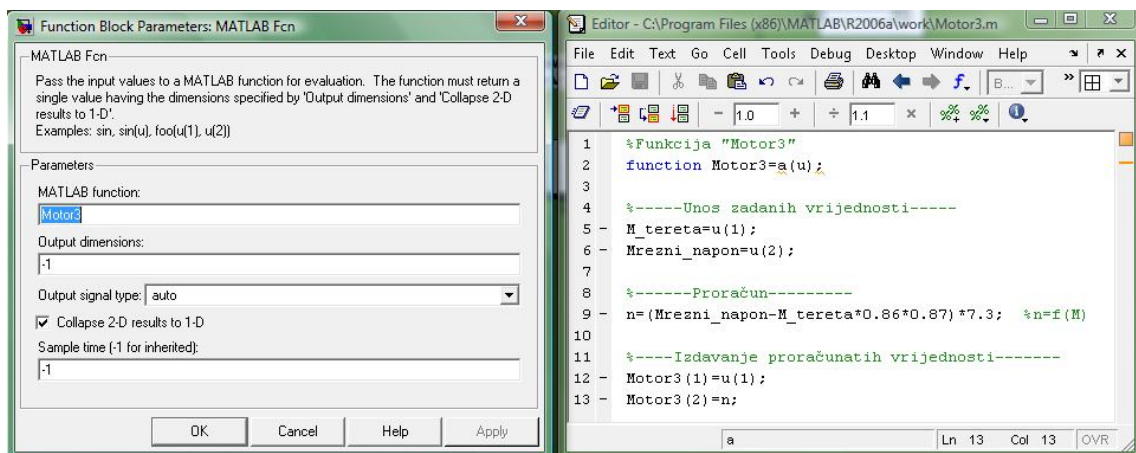 Function Block Parameters: MATLAB Fcn
MATLAB Fcn
Pass the input values to a MATLAB function for evaluation. The function must return a
single value having the dimensions specified by 'Output dimensions' and 'Collapse 2-D
results to 1-D'.
Examples: sin, sin(u), foo(u(1), u(2))
Parameters
MATLAB function:
Motor3
Output dimensions:
-1
Output signal type: auto
Collapse 2-D results to 1-D
Sample time (-1 for inherited):
-1
OK Cancel Help Apply
Editor - C:\Program Files (x86)\MATLAB\R2006a\work\Motor3.m
File Edit Text Go Cell Tools Debug Desktop Window Help
B...
- 1.0 + ÷ 1.1 ×
1 %Funkcija "Motor3"
2 function Motor3=a(u);
3
4 %-----Unos zadanih vrijednosti-----
5 - M_tereta=u(1);
6 - Mrezni_napon=u(2);
7
8 %------Proračun---------
9 - n=(Mrezni_napon-M_tereta*0.86*0.87)*7.3; %n=f(M)
10
11 %----Izdavanje proračunatih vrijednosti-------
12 - Motor3(1)=u(1);
13 - Motor3(2)=n;
a Ln 13 Col 13 OVR